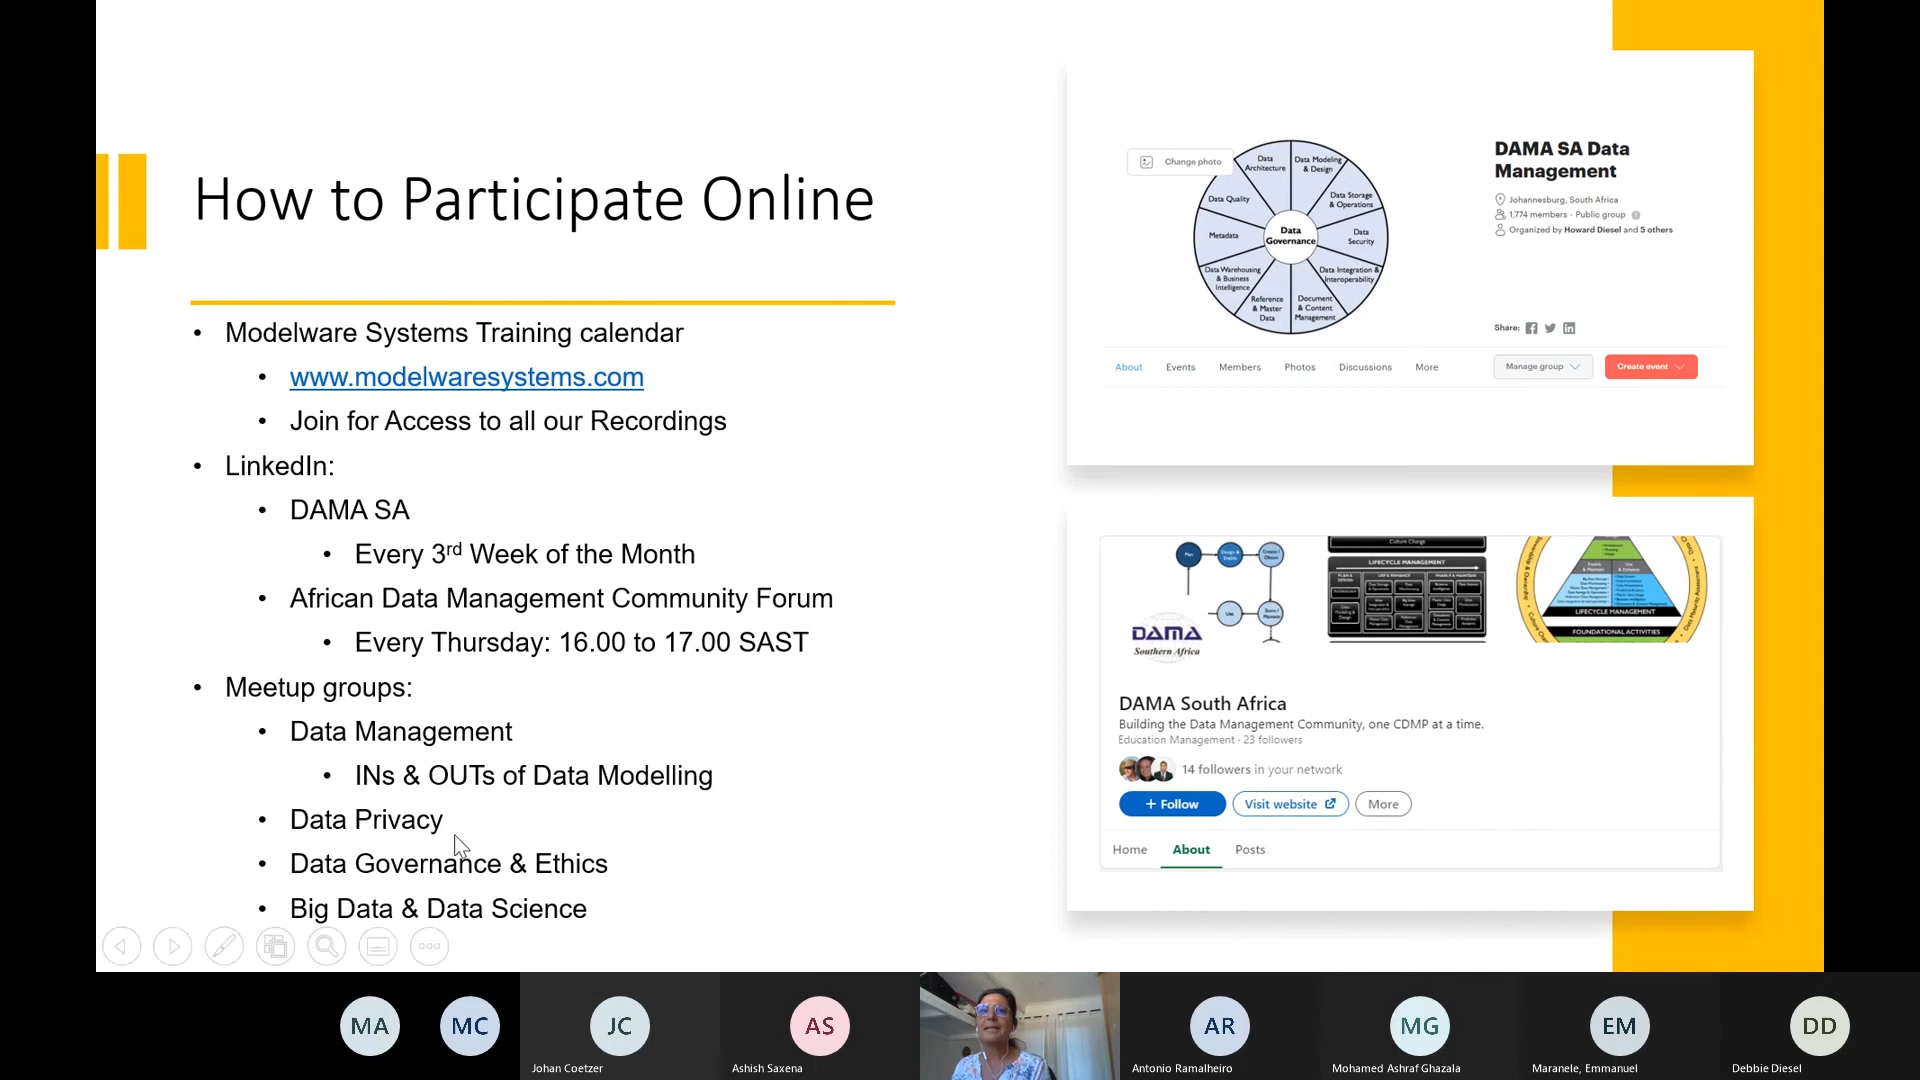 How to Participate Online
• Modelware Systems Training calendar
• www.modelwaresystems.com
• Join for Access to all our Recordings
• LinkedIn:
• DAMA SA
• Every 3rd Week of the Month
• African Data Management Community Forum
• Every Thursday: 16.00 to 17.00 SAST
• Meetup groups:
• Data Management
• INs & OUTs of Data Modelling
• Data Privacy
• Data Governance & Ethics
• Big Data & Data Science
Change photo
Data
Architecture
Data Modeling
& Design
Data Storage
& Operations
Data
Security
Data Integration &
Interoperability
Document
& Content
Management
Reference
& Master
Data
Data Warehousing
& Business
Intelligence
Metadata
Data Quality
Data
Governance
DAMA SA Data
Management
Johannesburg, South Africa
1,774 members · Public group
Organized by Howard Diesel and 5 others
Share:
About Events Members Photos Discussions More
Manage group
Create event
Plan
Use
Culture Change
LIFECYCLE MANAGEMENT
LIFECYCLE MANAGEMENT
FOUNDATIONAL ACTIVITIES
DAMA
Southern Africa
DAMA South Africa
Building the Data Management Community, one CDMP at a time.
Education Management · 23 followers
14 followers in your network
+ Follow
Visit website
More
Home About Posts
MA
MC
JC
Johan Coetzer
AS
Ashish Saxena
AR
Antonio Ramalheiro
MG
Mohamed Ashraf Ghazala
EM
Maranele, Emmanuel
DD
Debbie Diesel